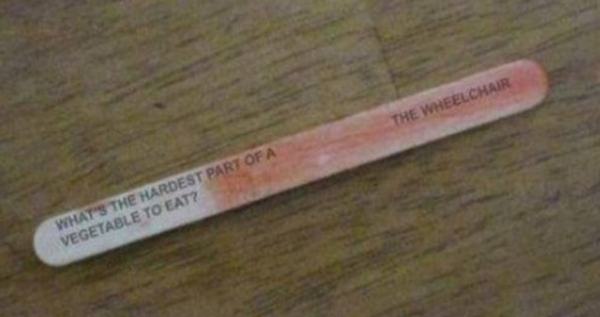 WHAT'S THE HARDEST PART OF A
VEGETABLE TO EAT?
THE WHEELCHAIR